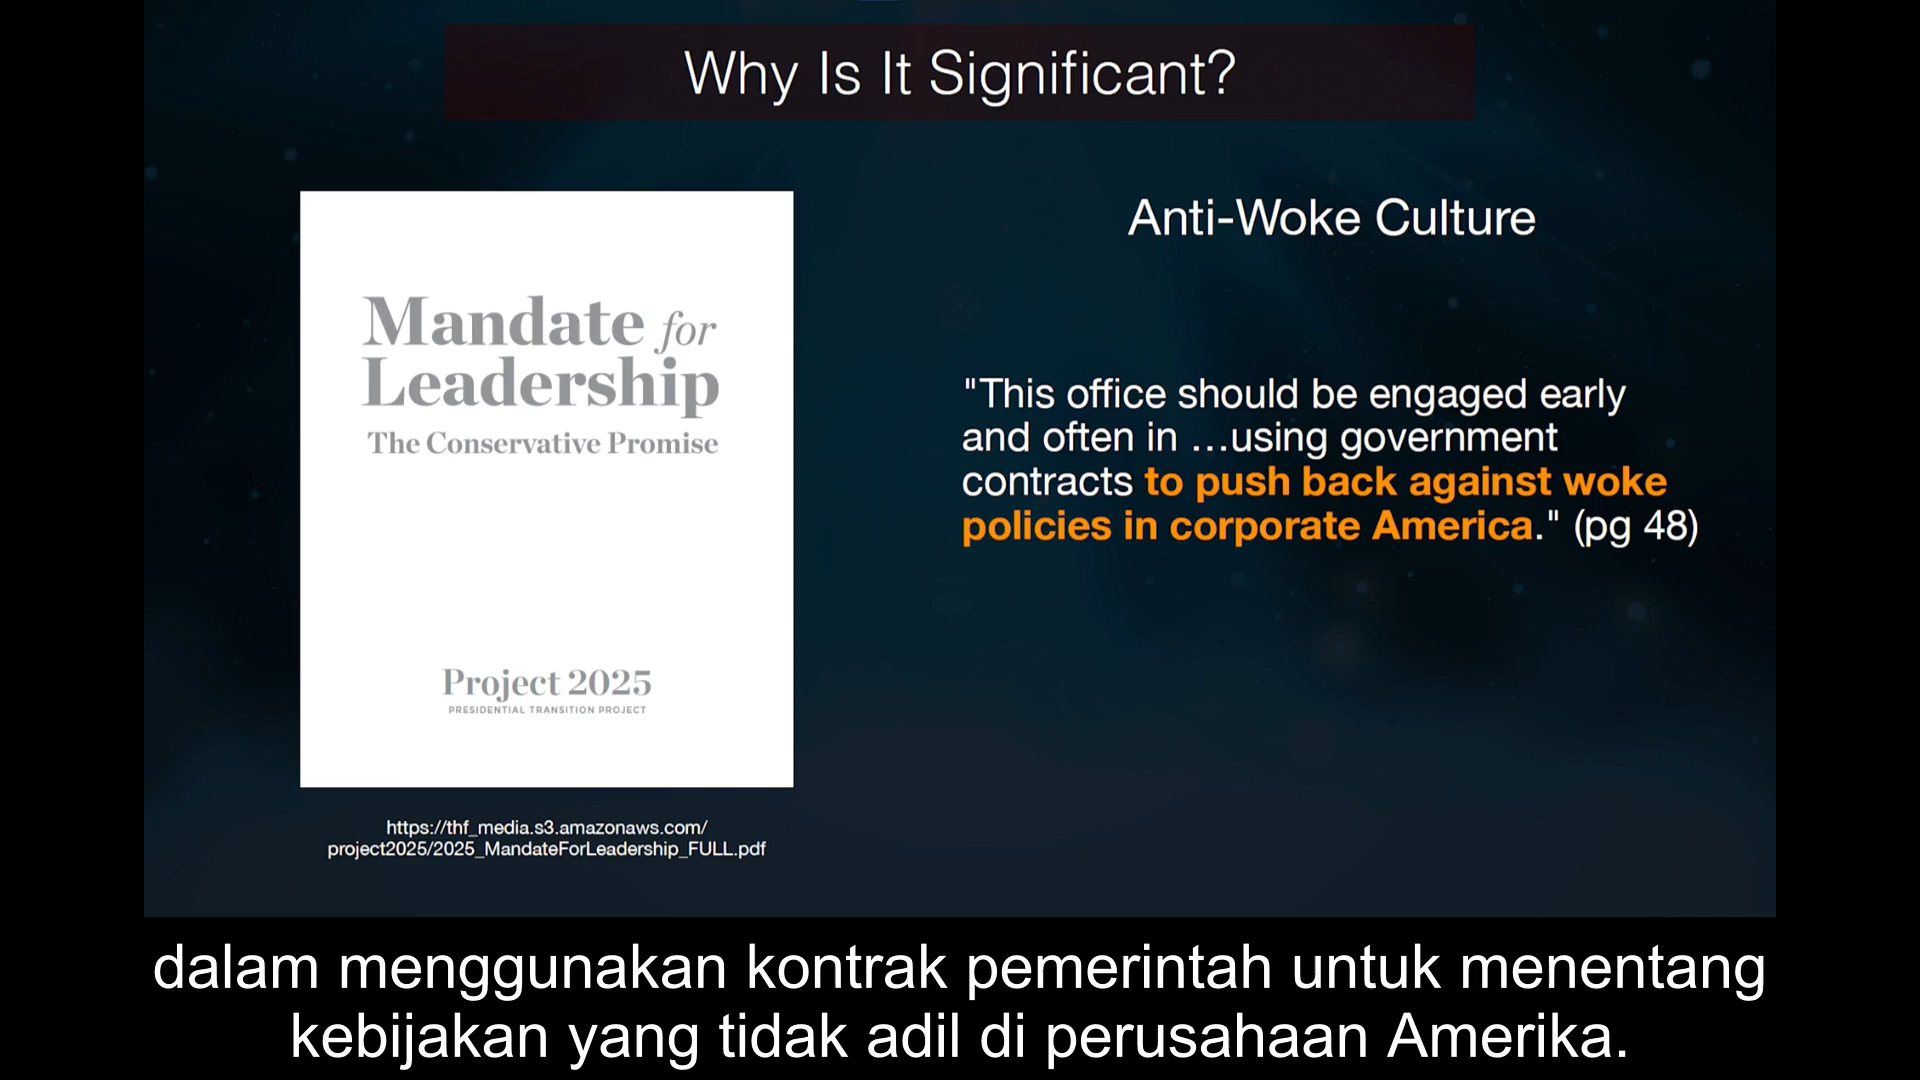 Why Is It Significant?
Mandate for
Leadership
The Conservative Promise
Project 2025
PRESIDENTIAL TRANSITION PROJECT
https://thf_media.s3.amazonaws.com/
project2025/2025_MandateForLeadership_FULL.pdf
Anti-Woke Culture
"This office should be engaged early
and often in ...using government
contracts to push back against woke
policies in corporate America." (pg 48)
dalam menggunakan kontrak pemerintah untuk menentang
kebijakan yang tidak adil di perusahaan Amerika.